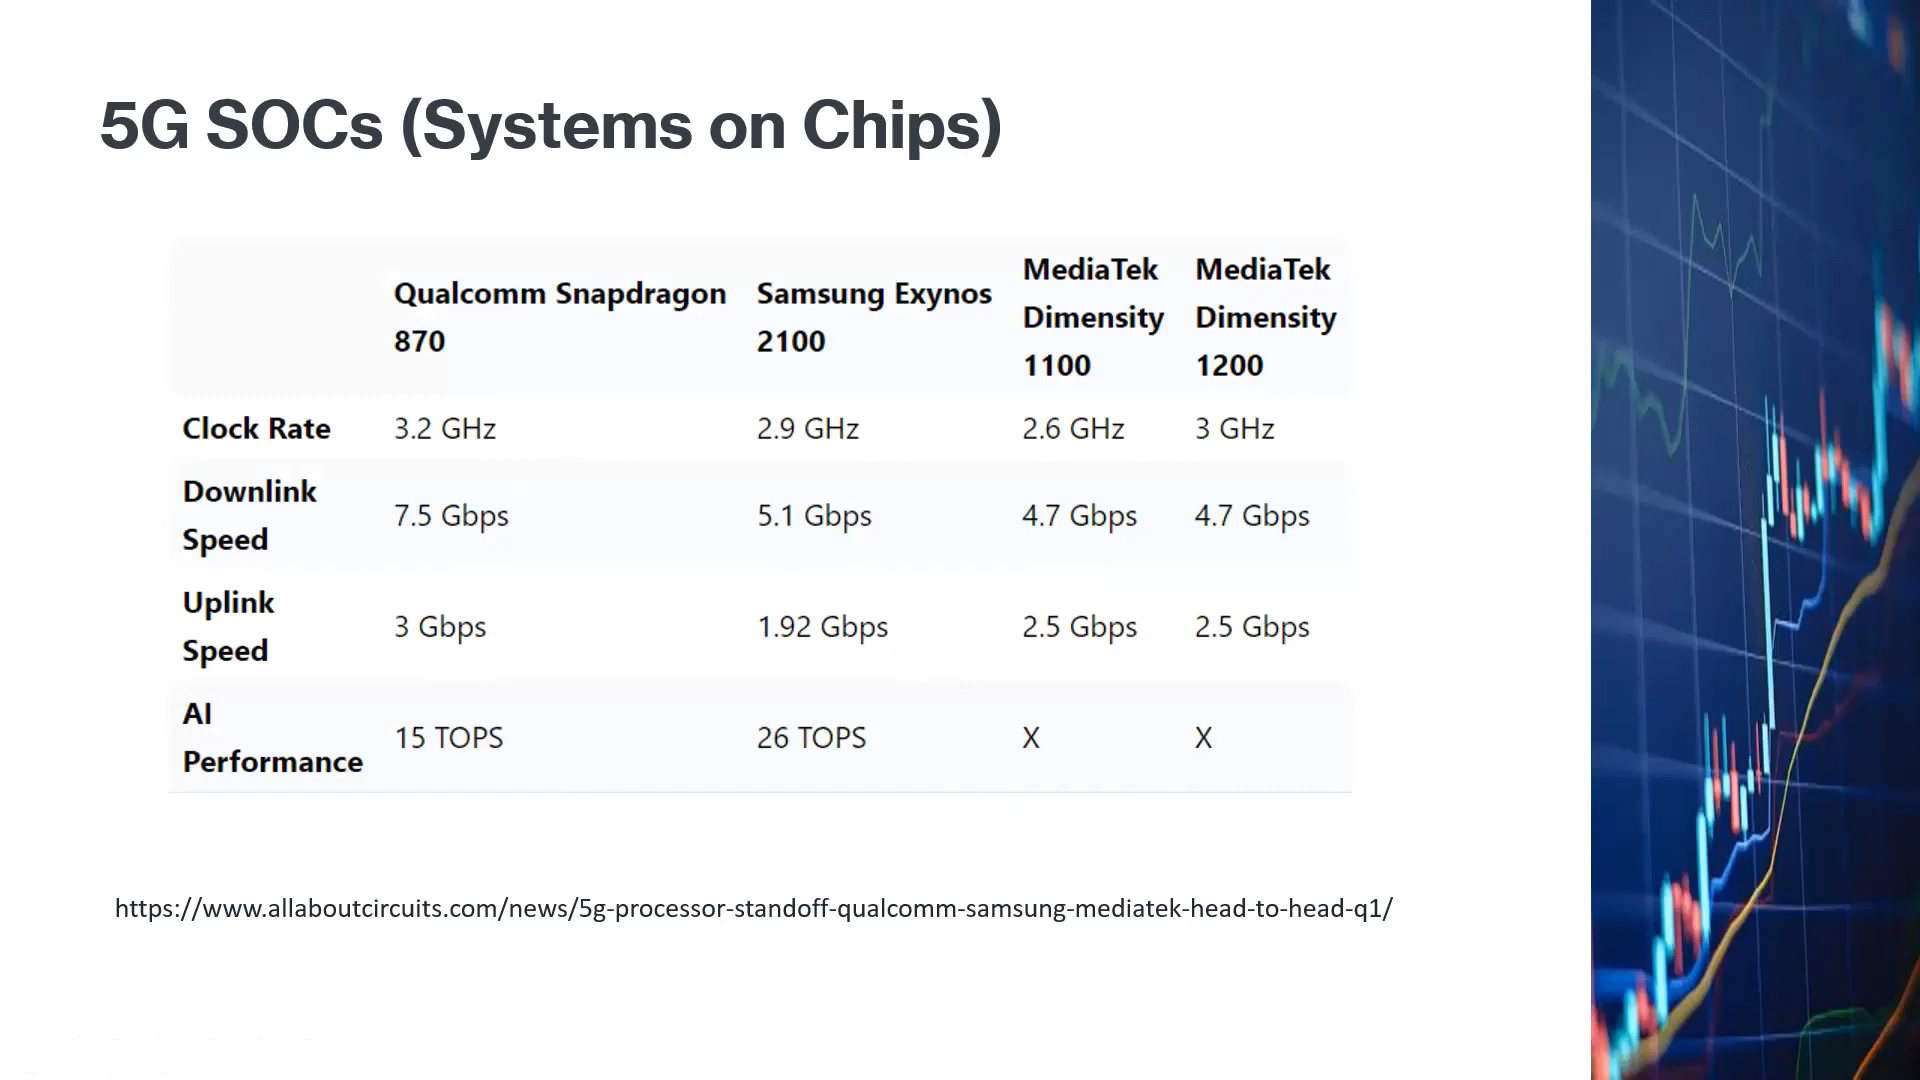 5G SOCs (Systems on Chips)
Qualcomm Snapdragon 870
Samsung Exynos 2100
MediaTek Dimensity 1100
MediaTek Dimensity 1200
Clock Rate 3.2 GHz 2.9 GHz 2.6 GHz 3 GHz
Downlink Speed 7.5 Gbps 5.1 Gbps 4.7 Gbps 4.7 Gbps
Uplink Speed 3 Gbps 1.92 Gbps 2.5 Gbps 2.5 Gbps
AI Performance 15 TOPS 26 TOPS X X
https://www.allaboutcircuits.com/news/5g-processor-standoff-qualcomm-samsung-mediatek-head-to-head-q1/